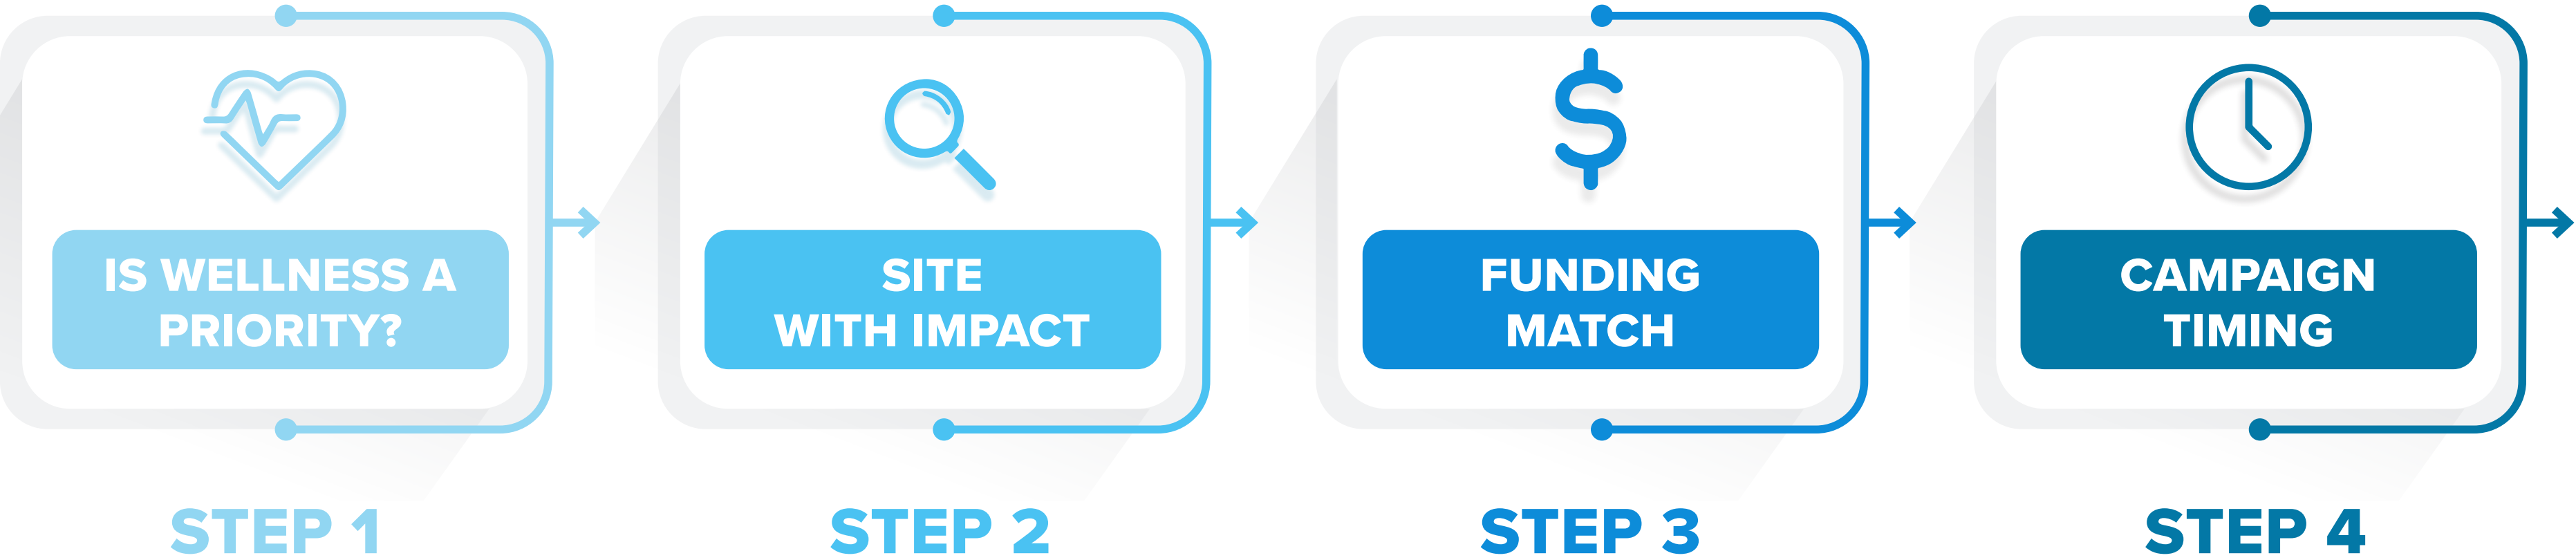 IS WELLNESS A
PRIORITY?
STEP 1
SITE
WITH IMPACT
STEP 2
$
FUNDING
MATCH
STEP 3
CAMPAIGN
TIMING
STEP 4